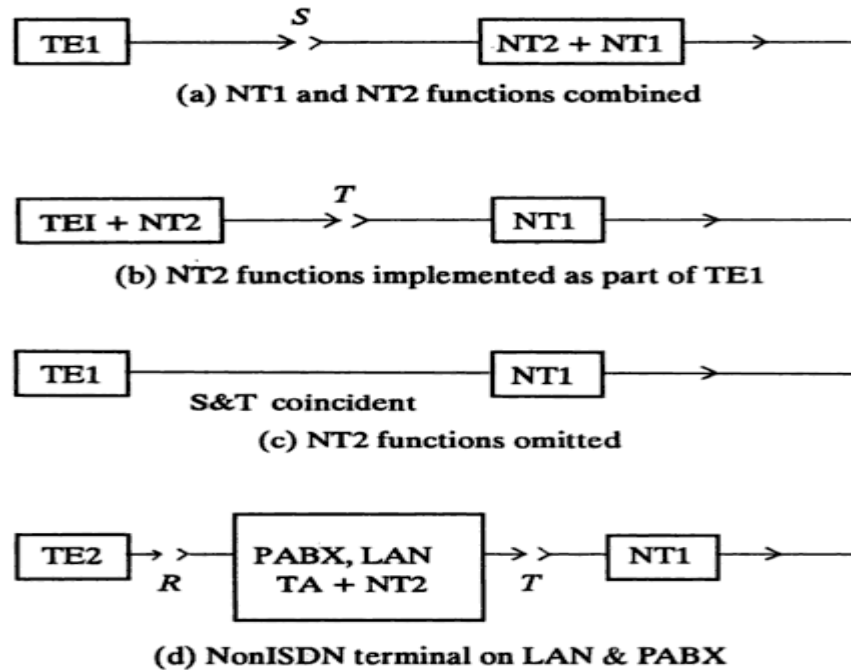 S
TE1 NT2 + NT1
(a) NT1 and NT2 functions combined
T
TEI + NT2 NT1
(b) NT2 functions implemented as part of TE1
TE1 NT1
S&T coincident
(c) NT2 functions omitted
TE2 PABX, LAN NT1
TA + NT2
R T
(d) NonISDN terminal on LAN & PABX